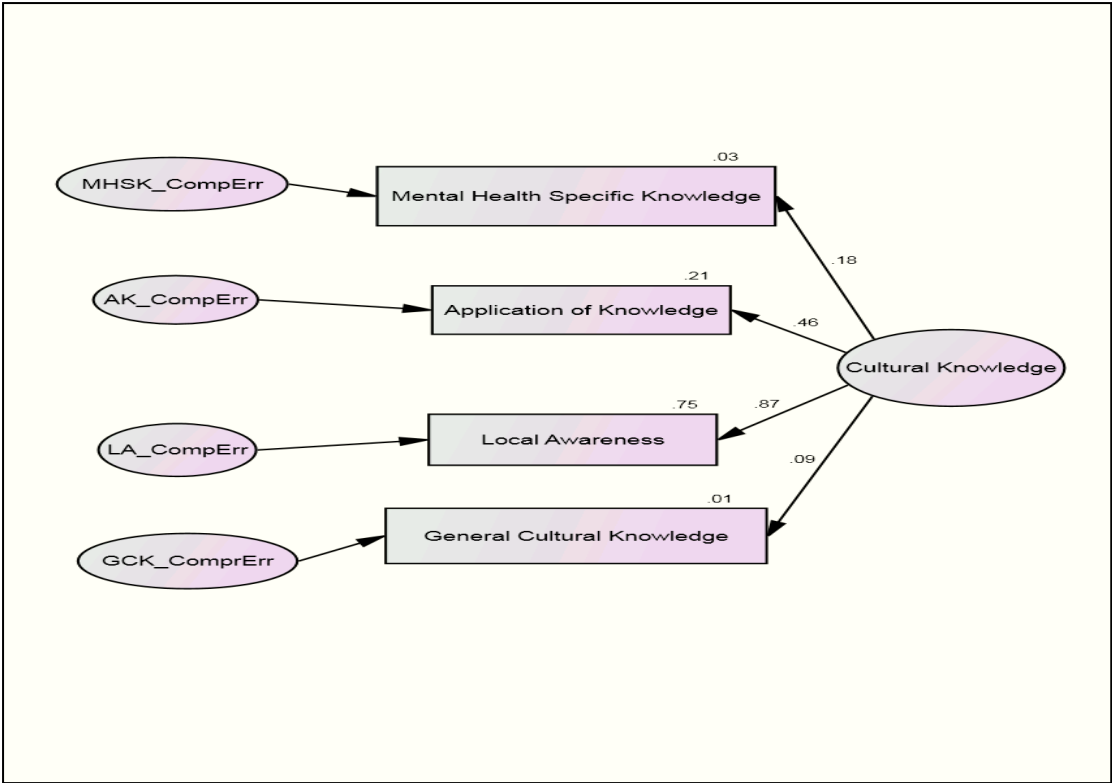 .03
MHSK_CompErr
Mental Health Specific Knowledge
.18
.21
AK_CompErr
Application of Knowledge
.46
Cultural Knowledge
.75
.87
LA_CompErr
Local Awareness
.09
.01
GCK_ComprErr
General Cultural Knowledge